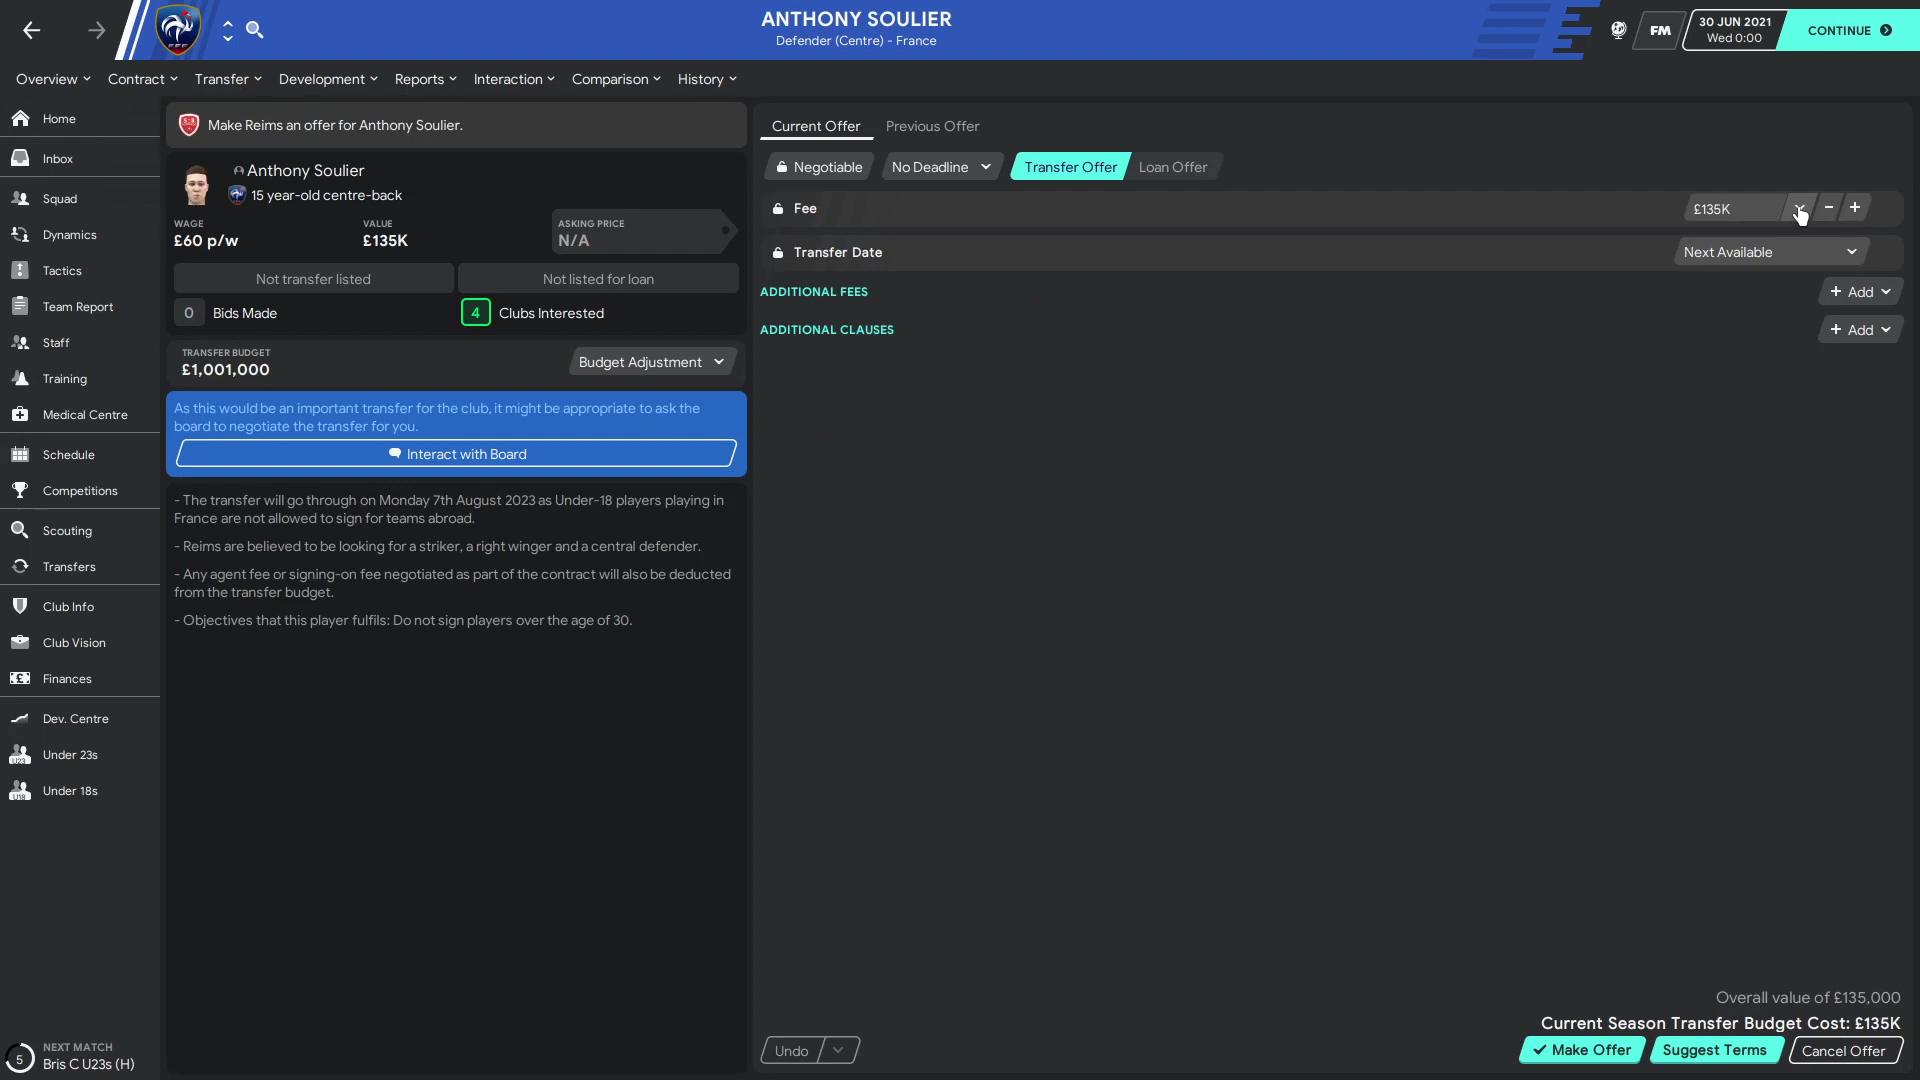 ANTHONY SOULIER
Defender (Centre) - France
FM
30 JUN 2021
Wed 0:00
CONTINUE
Overview
Contract
Transfer
Development
Reports
Interaction
Comparison
History
Home
Inbox
Squad
Dynamics
Tactics
Team Report
Staff
Training
Medical Centre
Schedule
Competitions
Scouting
Transfers
Club Info
Club Vision
Finances
Dev. Centre
U23
Under 23s
U18
Under 18s
5
NEXT MATCH
Bris C U23s (H)
Make Reims an offer for Anthony Soulier.
Anthony Soulier
15 year-old centre-back
WAGE
£60 p/w
VALUE
£135K
ASKING PRICE
N/A
Not transfer listed
Not listed for loan
0 Bids Made
4 Clubs Interested
TRANSFER BUDGET
£1,001,000
Budget Adjustment
As this would be an important transfer for the club, it might be appropriate to ask the
board to negotiate the transfer for you.
Interact with Board
- The transfer will go through on Monday 7th August 2023 as Under-18 players playing in
France are not allowed to sign for teams abroad.
- Reims are believed to be looking for a striker, a right winger and a central defender.
- Any agent fee or signing-on fee negotiated as part of the contract will also be deducted
from the transfer budget.
- Objectives that this player fulfils: Do not sign players over the age of 30.
Current Offer
Previous Offer
Negotiable
No Deadline
Transfer Offer
Loan Offer
Fee
£135K
Transfer Date
Next Available
ADDITIONAL FEES
+ Add
ADDITIONAL CLAUSES
+ Add
Overall value of £135,000
Current Season Transfer Budget Cost: £135K
Undo
Make Offer
Suggest Terms
Cancel Offer